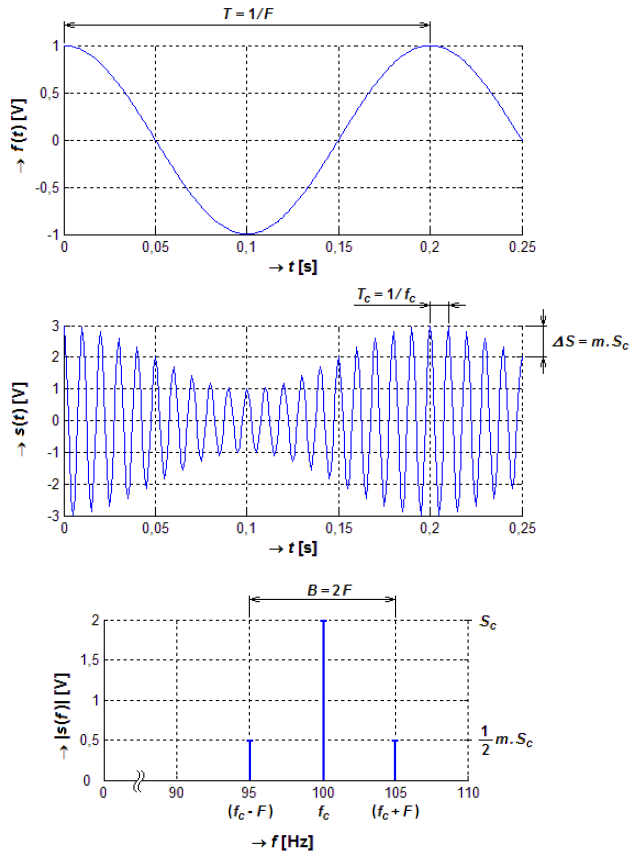 T = 1/F
1
0,5
0
-0,5
-1
→ f(t) [V]
0
0,05
0,1
0,15
0,2
0.25
→ t [s]
T_c = 1/f_c
3
2
1
0
-1
-2
3
→ s(t) [V]
ΔS = m.S_c
0
0,05
0,1
0,15
0,2
0,25
→ t [s]
B = 2F
2
1,5
1
0,5
0
→ |s(f)| [V]
S_c
1/2 m.S_c
0
90
95
100
105
110
(f_c - F)
f_c
(f_c + F)
→ f [Hz]